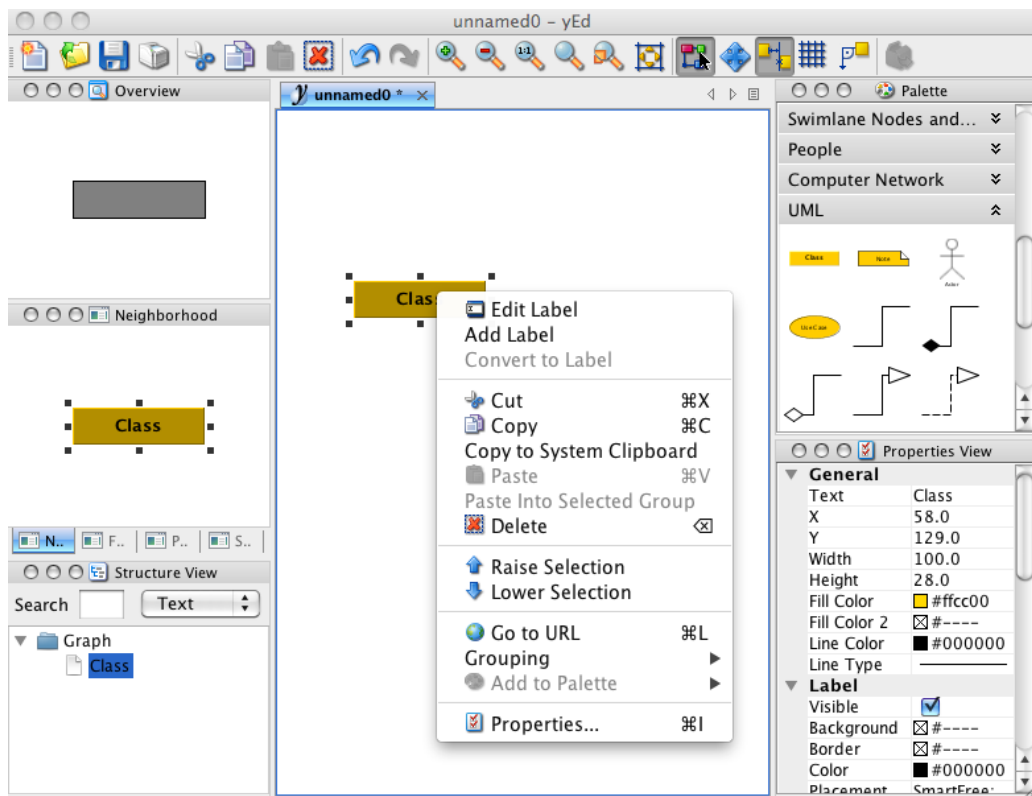 unnamed0 – yEd
1:1
Overview
unnamed0 *
Palette
Swimlane Nodes and...
People
Computer Network
UML
Class
Note
Actor
UseCase
Neighborhood
Class
Class
Edit Label
Add Label
Convert to Label
Cut ⌘X
Copy ⌘C
Copy to System Clipboard
Paste ⌘V
Paste Into Selected Group
Delete ⌫
Raise Selection
Lower Selection
Go to URL ⌘L
Grouping
Add to Palette
Properties... ⌘I
N.. F.. P.. S..
Structure View
Search Text
Graph
Class
Properties View
General
Text Class
X 58.0
Y 129.0
Width 100.0
Height 28.0
Fill Color #ffcc00
Fill Color 2 #----
Line Color #000000
Line Type
Label
Visible
Background #----
Border #----
Color #000000
Placement SmartFree: